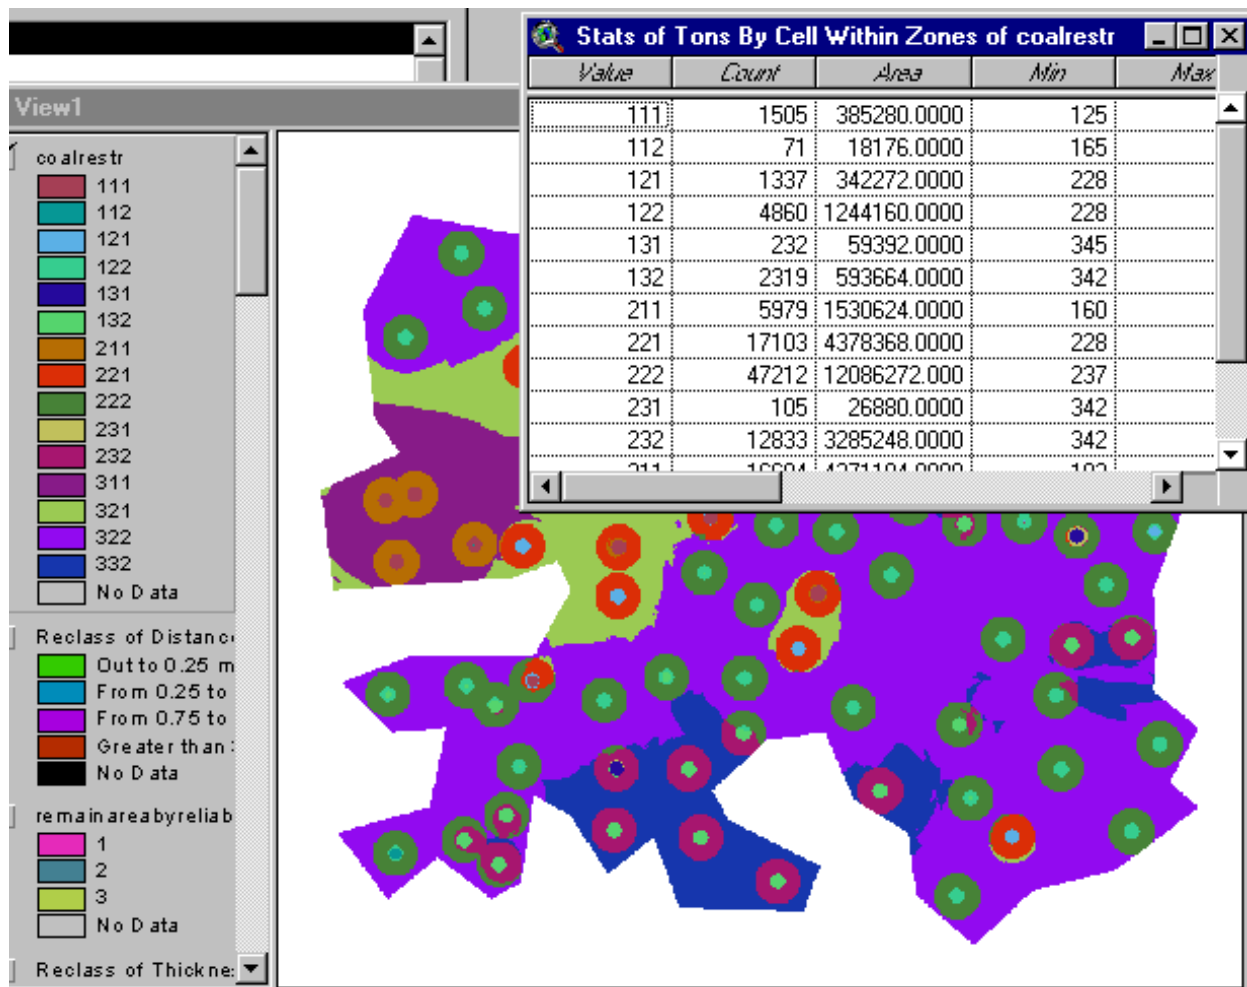 Stats of Tons By Cell Within Zones of coalrestr
Value Count Area Min Max
111 1505 385280.0000 125
112 71 18176.0000 165
121 1337 342272.0000 228
122 4860 1244160.0000 228
131 232 59392.0000 345
132 2319 593664.0000 342
211 5979 1530624.0000 160
221 17103 4378368.0000 228
222 47212 12086272.000 237
231 105 26880.0000 342
232 12833 3285248.0000 342
View1
coalrestr
111
112
121
122
131
132
211
221
222
231
232
311
321
322
332
No Data
Reclass of Distanc
Out to 0.25 m
From 0.25 to
From 0.75 to
Greater than
No Data
remainareabyreliab
1
2
3
No Data
Reclass of Thickne